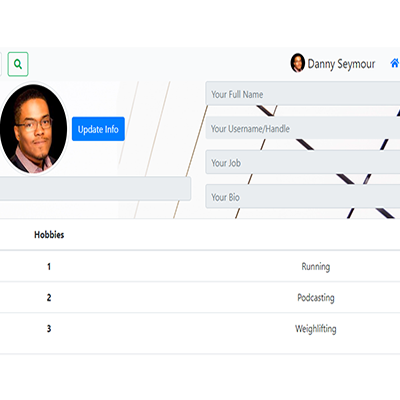 Danny Seymour
Your Full Name
Update Info
Your Username/Handle
Your Job
Your Bio
Hobbies
1 Running
2 Podcasting
3 Weighlifting